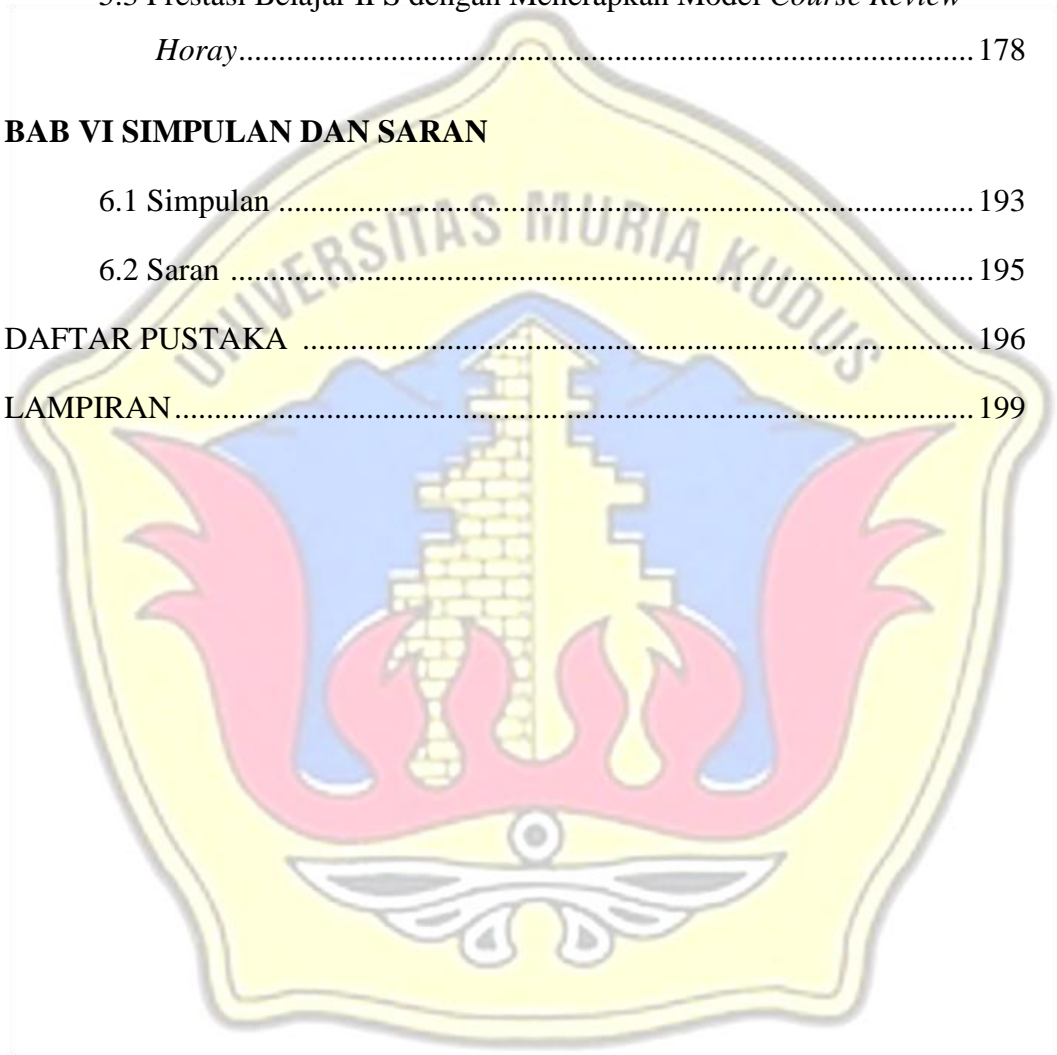 5.3 Prestasi Belajar IPS dengan Menerapkan Model Course Review
Horay........................................................................................... 178
BAB VI SIMPULAN DAN SARAN
6.1 Simpulan ...................................................................................... 193
6.2 Saran ............................................................................................ 195
DAFTAR PUSTAKA ................................................................................... 196
LAMPIRAN................................................................................................... 199
UNIVERSITAS MURIA KUDUS